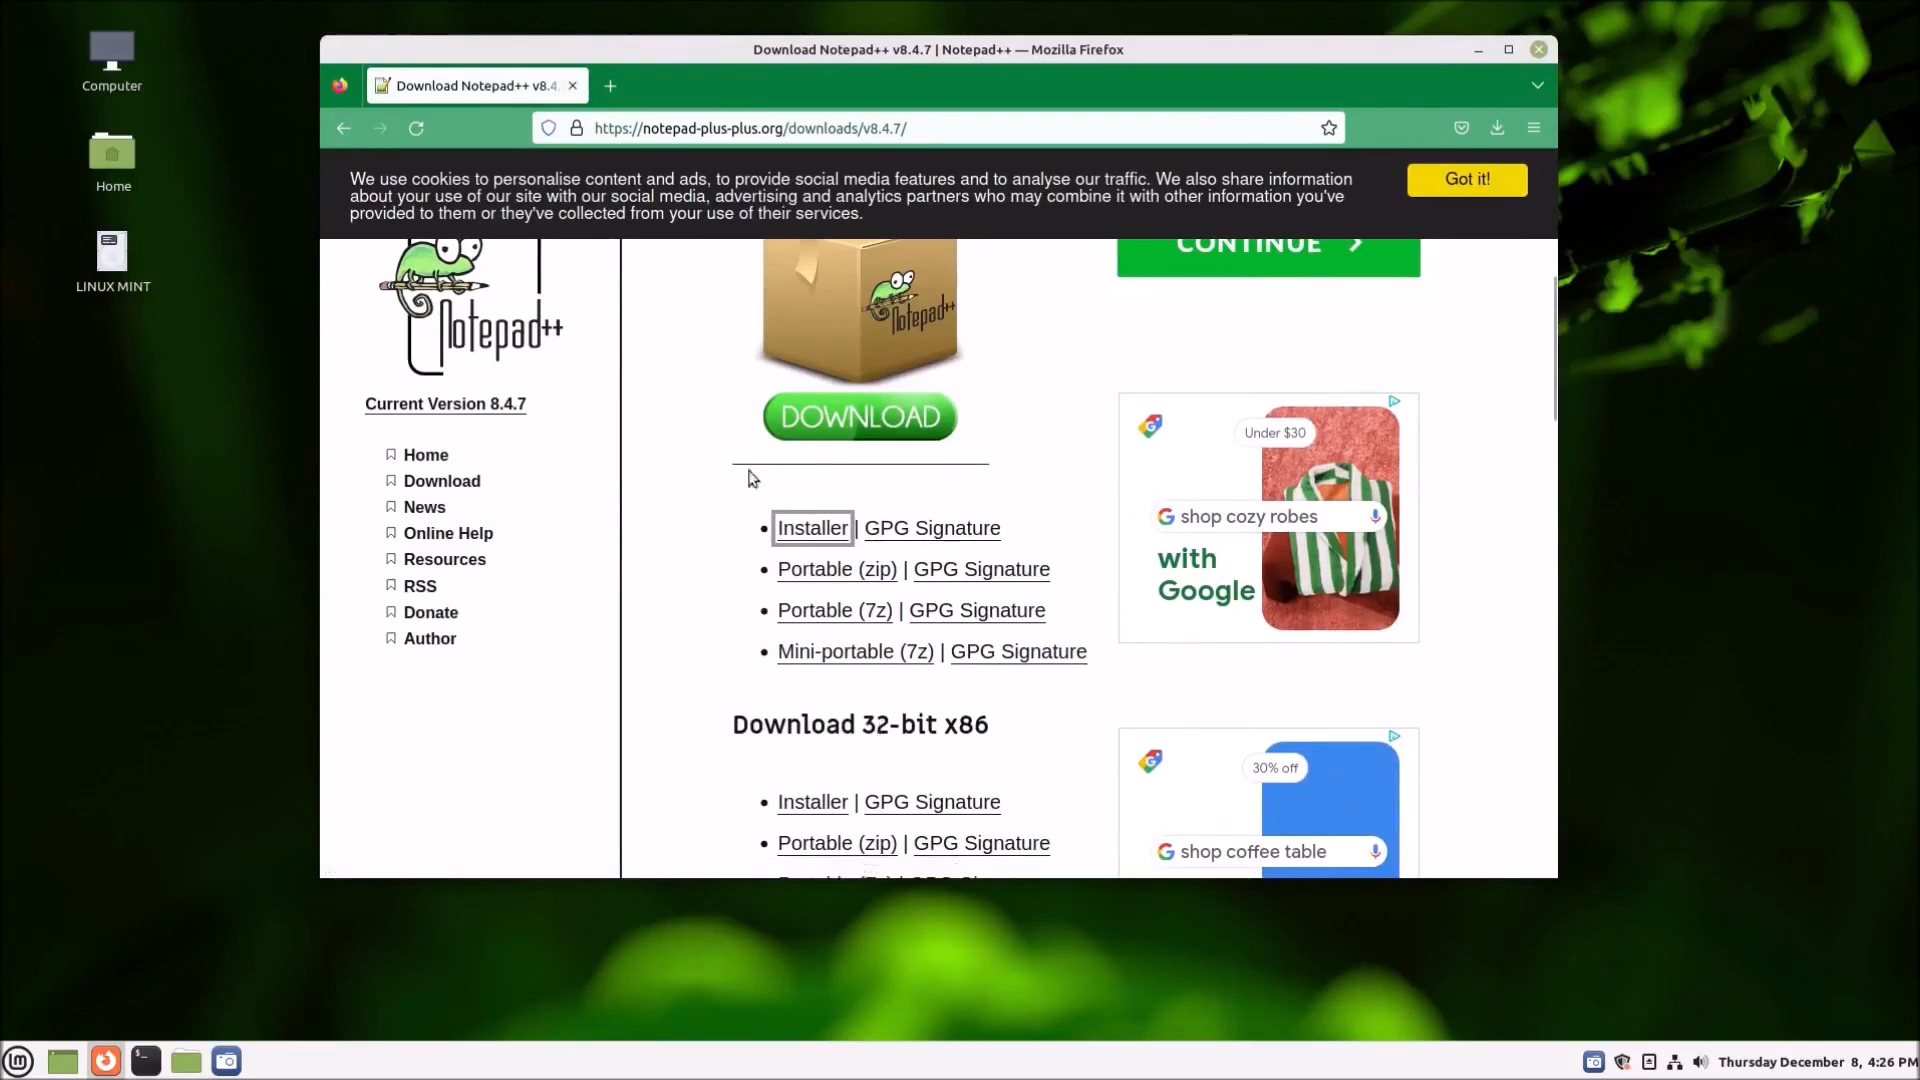 Computer
Home
LINUX MINT
Download Notepad++ v8.4.7 | Notepad++ — Mozilla Firefox
Download Notepad++ v8.4.
https://notepad-plus-plus.org/downloads/v8.4.7/
We use cookies to personalise content and ads, to provide social media features and to analyse our traffic. We also share information
about your use of our site with our social media, advertising and analytics partners who may combine it with other information you've
provided to them or they've collected from your use of their services.
Got it!
Notepad++
Current Version 8.4.7
Home
Download
News
Online Help
Resources
RSS
Donate
Author
Notepad++
DOWNLOAD
Installer | GPG Signature
Portable (zip) | GPG Signature
Portable (7z) | GPG Signature
Mini-portable (7z) | GPG Signature
Download 32-bit x86
Installer | GPG Signature
Portable (zip) | GPG Signature
CONTINUE
Under $30
shop cozy robes
with
Google
30% off
shop coffee table
Thursday December 8, 4:26 PM